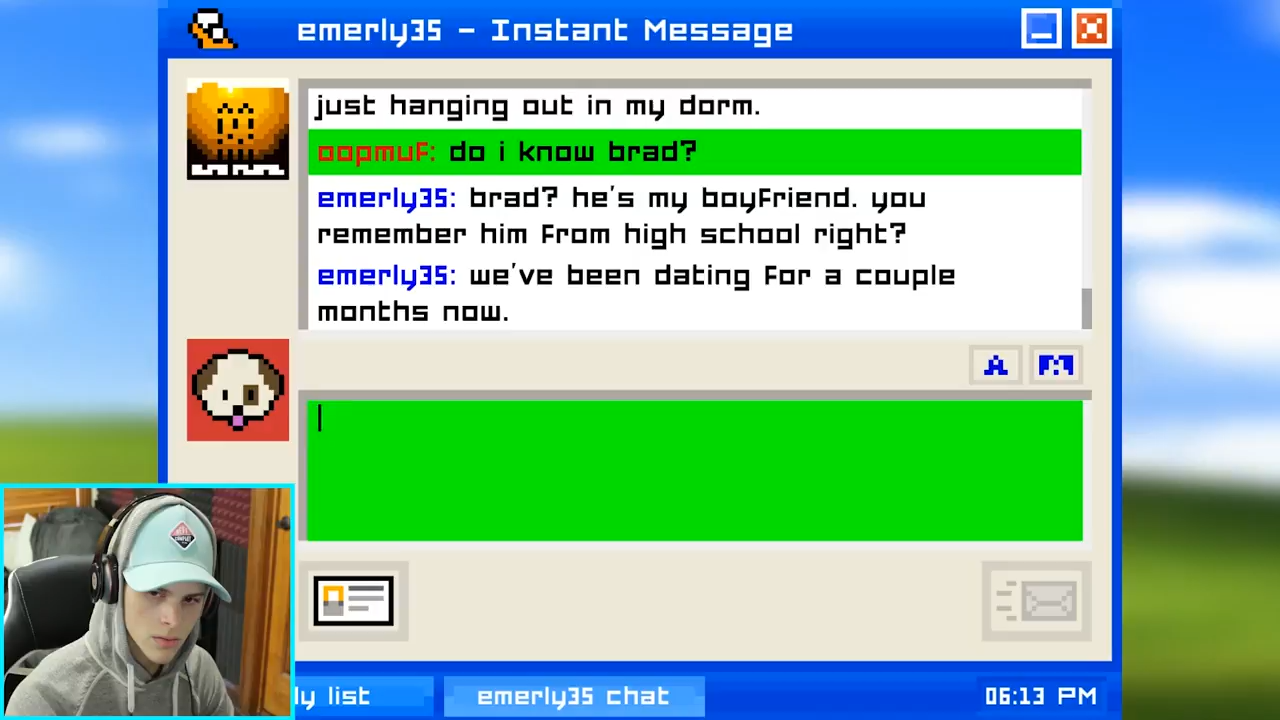 emerly35 - Instant Message
just hanging out in my dorm.
oopmuf: do i know brad?
emerly35: brad? he's my boyfriend. you
remember him from high school right?
emerly35: we've been dating for a couple
months now.
A
ly list
emerly35 chat
06:13 PM